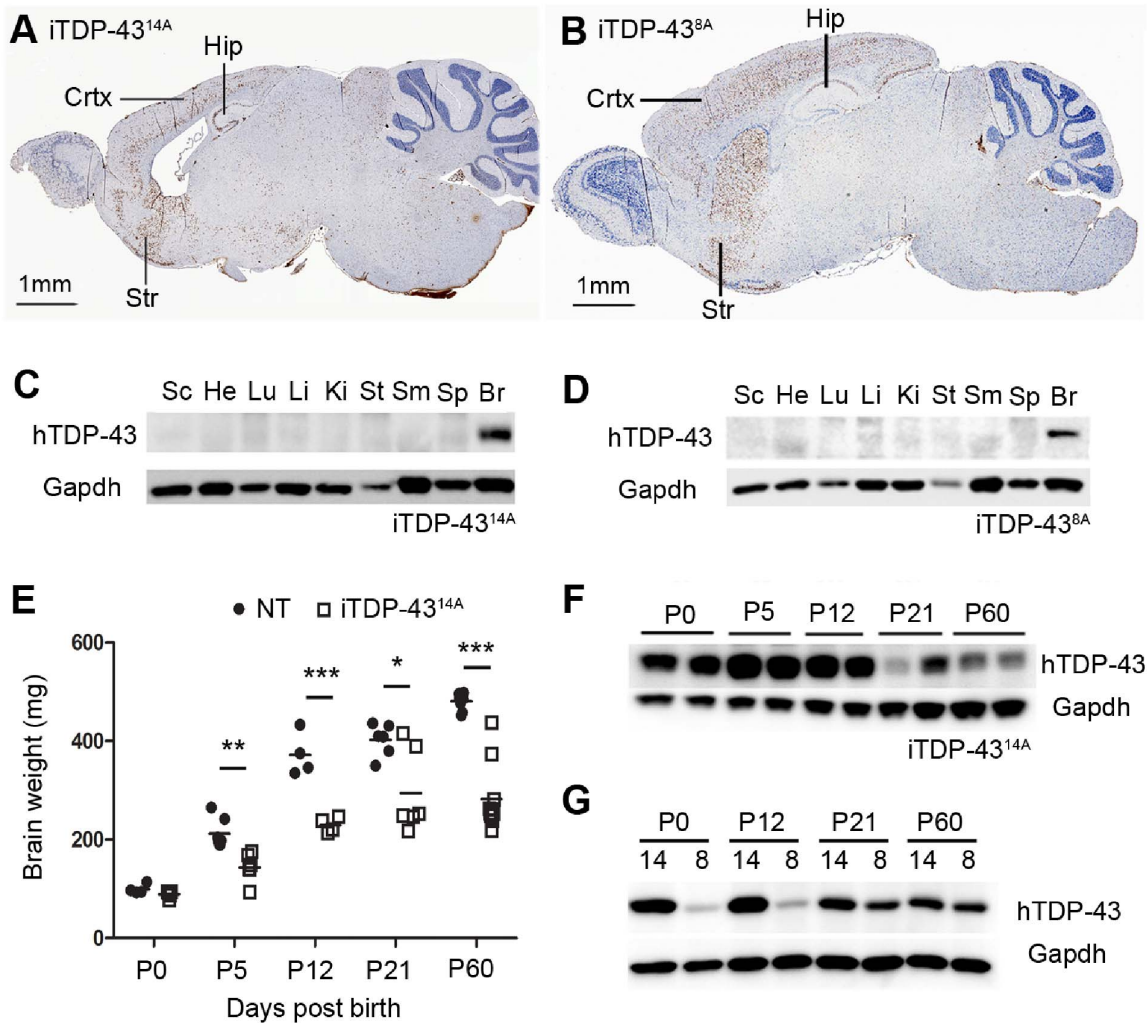 A iTDP-43¹⁴ᴬ
Hip
Crtx
Str
1mm
B iTDP-43⁸ᴬ
Hip
Crtx
Str
1mm
C
Sc He Lu Li Ki St Sm Sp Br
hTDP-43
Gapdh
iTDP-43¹⁴ᴬ
D
Sc He Lu Li Ki St Sm Sp Br
hTDP-43
Gapdh
iTDP-43⁸ᴬ
E
● NT □ iTDP-43¹⁴ᴬ
Brain weight (mg)
600
400
200
0
**
***
*
***
P0 P5 P12 P21 P60
Days post birth
F
P0 P5 P12 P21 P60
hTDP-43
Gapdh
iTDP-43¹⁴ᴬ
G
P0 P12 P21 P60
14 8 14 8 14 8 14 8
hTDP-43
Gapdh